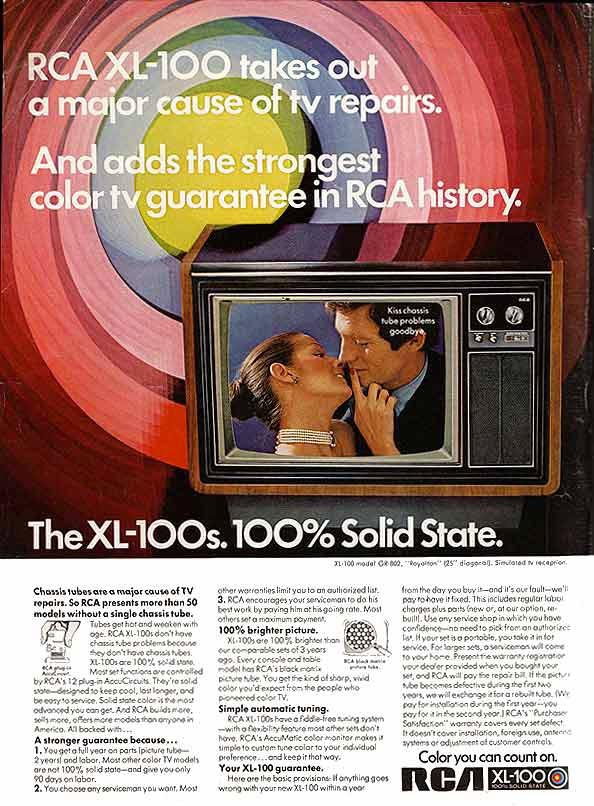 RCA XL-100 takes out
a major cause of tv repairs.
And adds the strongest
color tv guarantee in RCA history.
RCA
Kiss chassis
tube problems
goodbye.
The XL-100s. 100% Solid State.
XL-100 model GR-802, "Royalton" (25" diagonal). Simulated tv reception.
Chassis tubes are a major cause of TV
repairs. So RCA presents more than 50
models without a single chassis tube.
Tubes get hot and weaken with
age. RCA XL-100s don't have
chassis tube problems because
they don't have chassis tubes.
XL-100s are 100% solid state.
Most set functions are controlled
RCA plug-in
AccuCircuit.
by RCA's 12 plug-in AccuCircuits. They're solid
state—designed to keep cool, last longer, and
be easy to service. Solid state color is the most
advanced you can get. And RCA builds more,
sells more, offers more models than anyone in
America. All backed with...
A stronger guarantee because...
1. You get a full year on parts (picture tube—
2 years) and labor. Most other color TV models
are not 100% solid state—and give you only
90 days on labor.
2. You choose any serviceman you want. Most
other warranties limit you to an authorized list.
3. RCA encourages your serviceman to do his
best work by paying him at his going rate. Most
others set a maximum payment.
100% brighter picture.
XL-100s are 100% brighter than
our comparable sets of 3 years
ago. Every console and table
model has RCA's black matrix
RCA black matrix
picture tube.
picture tube. You get the kind of sharp, vivid
color you'd expect from the people who
pioneered color TV.
Simple automatic tuning.
RCA XL-100s have a fiddle-free tuning system
—with a flexibility feature most other sets don't
have. RCA's AccuMatic color monitor makes it
simple to custom tune color to your individual
preference...and keep it that way.
Your XL-100 guarantee.
Here are the basic provisions: If anything goes
wrong with your new XL-100 within a year
from the day you buy it—and it's our fault—we'll
pay to have it fixed. This includes regular labor
charges plus parts (new or, at our option, re-
built). Use any service shop in which you have
confidence—no need to pick from an authorized
list. If your set is a portable, you take it in for
service. For larger sets, a serviceman will come
to your home. Present the warranty registration
your dealer provided when you bought your
set, and RCA will pay the repair bill. If the picture
tube becomes defective during the first two
years, we will exchange it for a rebuilt tube. (We
pay for installation during the first year—you
pay for it in the second year.) RCA's "Purchaser
Satisfaction" warranty covers every set defect.
It doesn't cover installation, foreign use, antenna
systems or adjustment of customer controls.
Color you can count on.
RCA XL-100
100% SOLID STATE